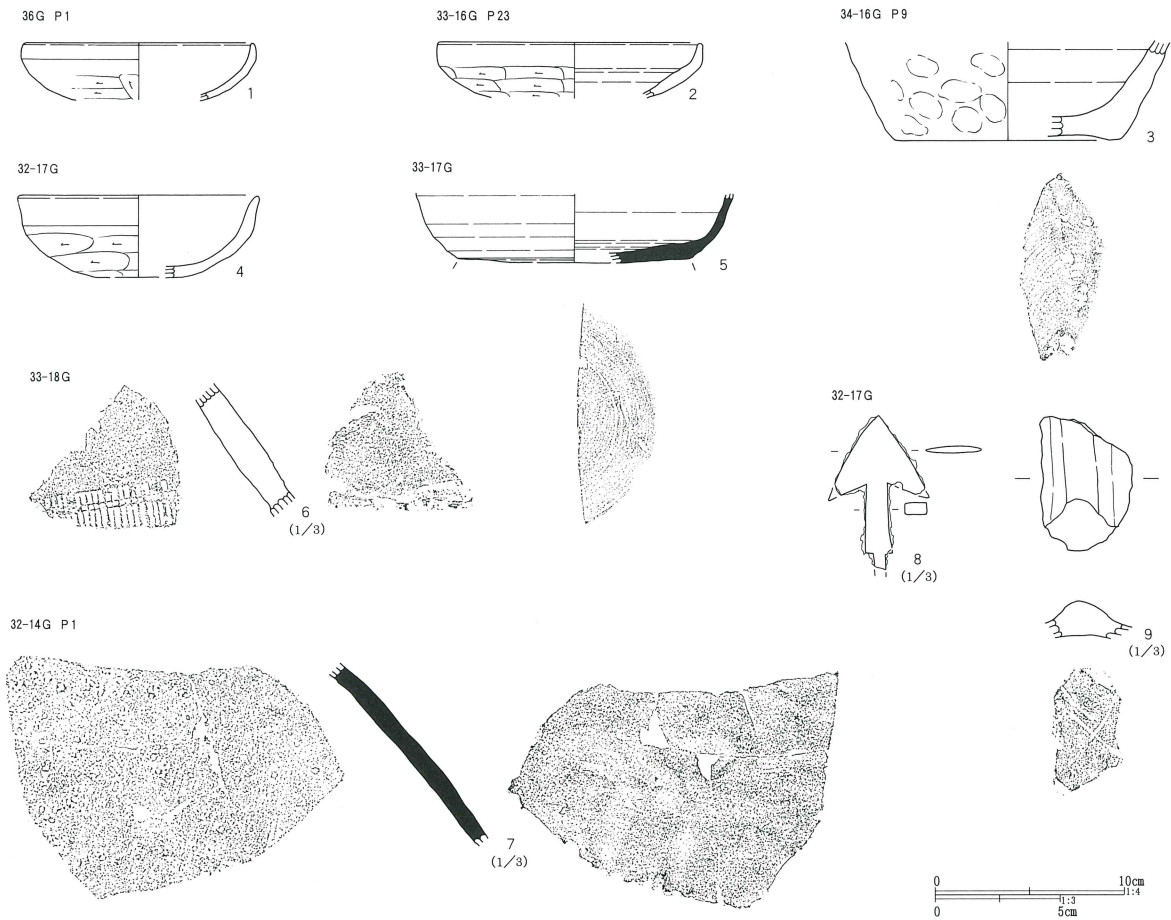 36G P1
1
33-16G P23
2
34-16G P9
3
32-17G
4
33-17G
5
33-18G
6
(1/3)
32-17G
8
(1/3)
9
(1/3)
32-14G P1
7
(1/3)
0 10cm
1:4
1:3
0 5cm